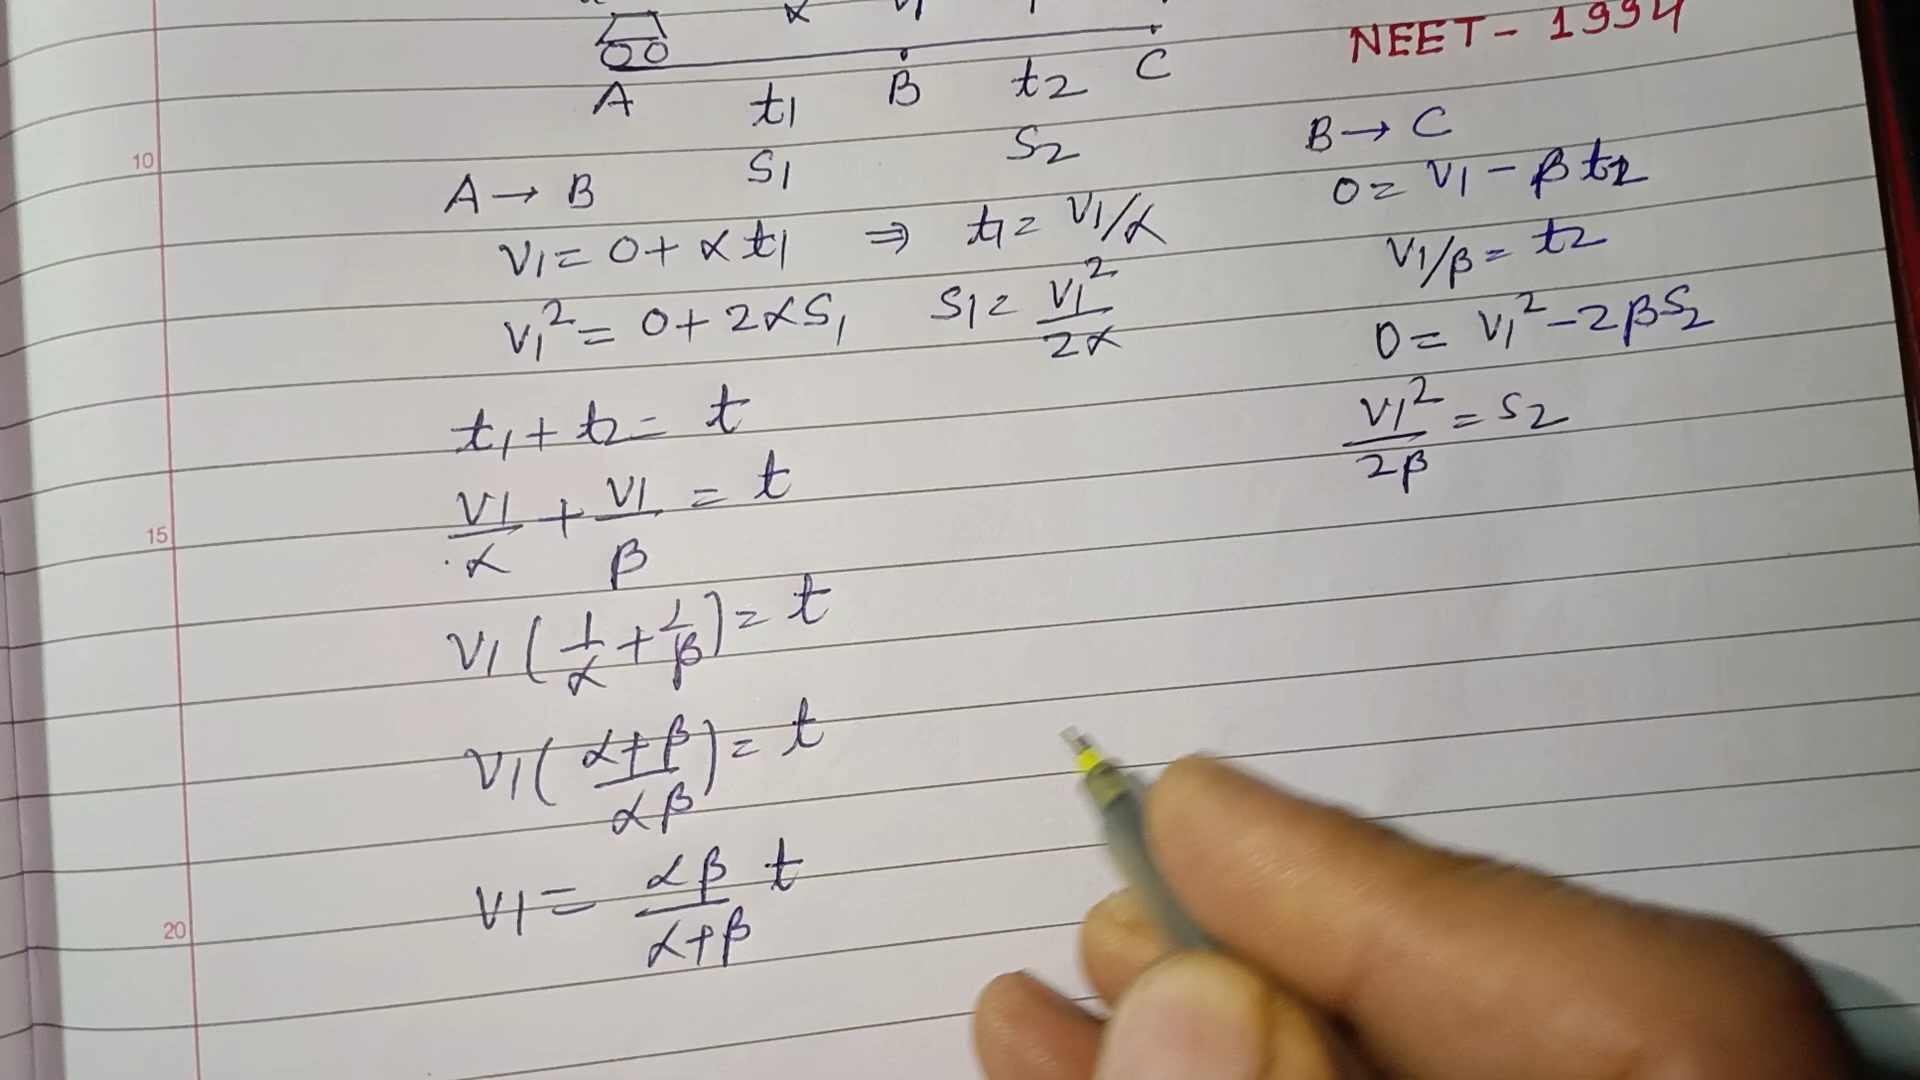 α
NEET - 1994
A t1 B t2 C
S1 S2
A → B
V1 = 0 + α t1 ⇒ t1 = V1/α
V1² = 0 + 2αS1 S1 = V1²/2α
t1 + t2 = t
V1/α + V1/β = t
V1 (1/α + 1/β) = t
V1 (α+β/αβ) = t
V1 = αβ/α+β t
B → C
0 = V1 - β t2
V1/β = t2
0 = V1² - 2βS2
V1²/2β = S2
10
15
20